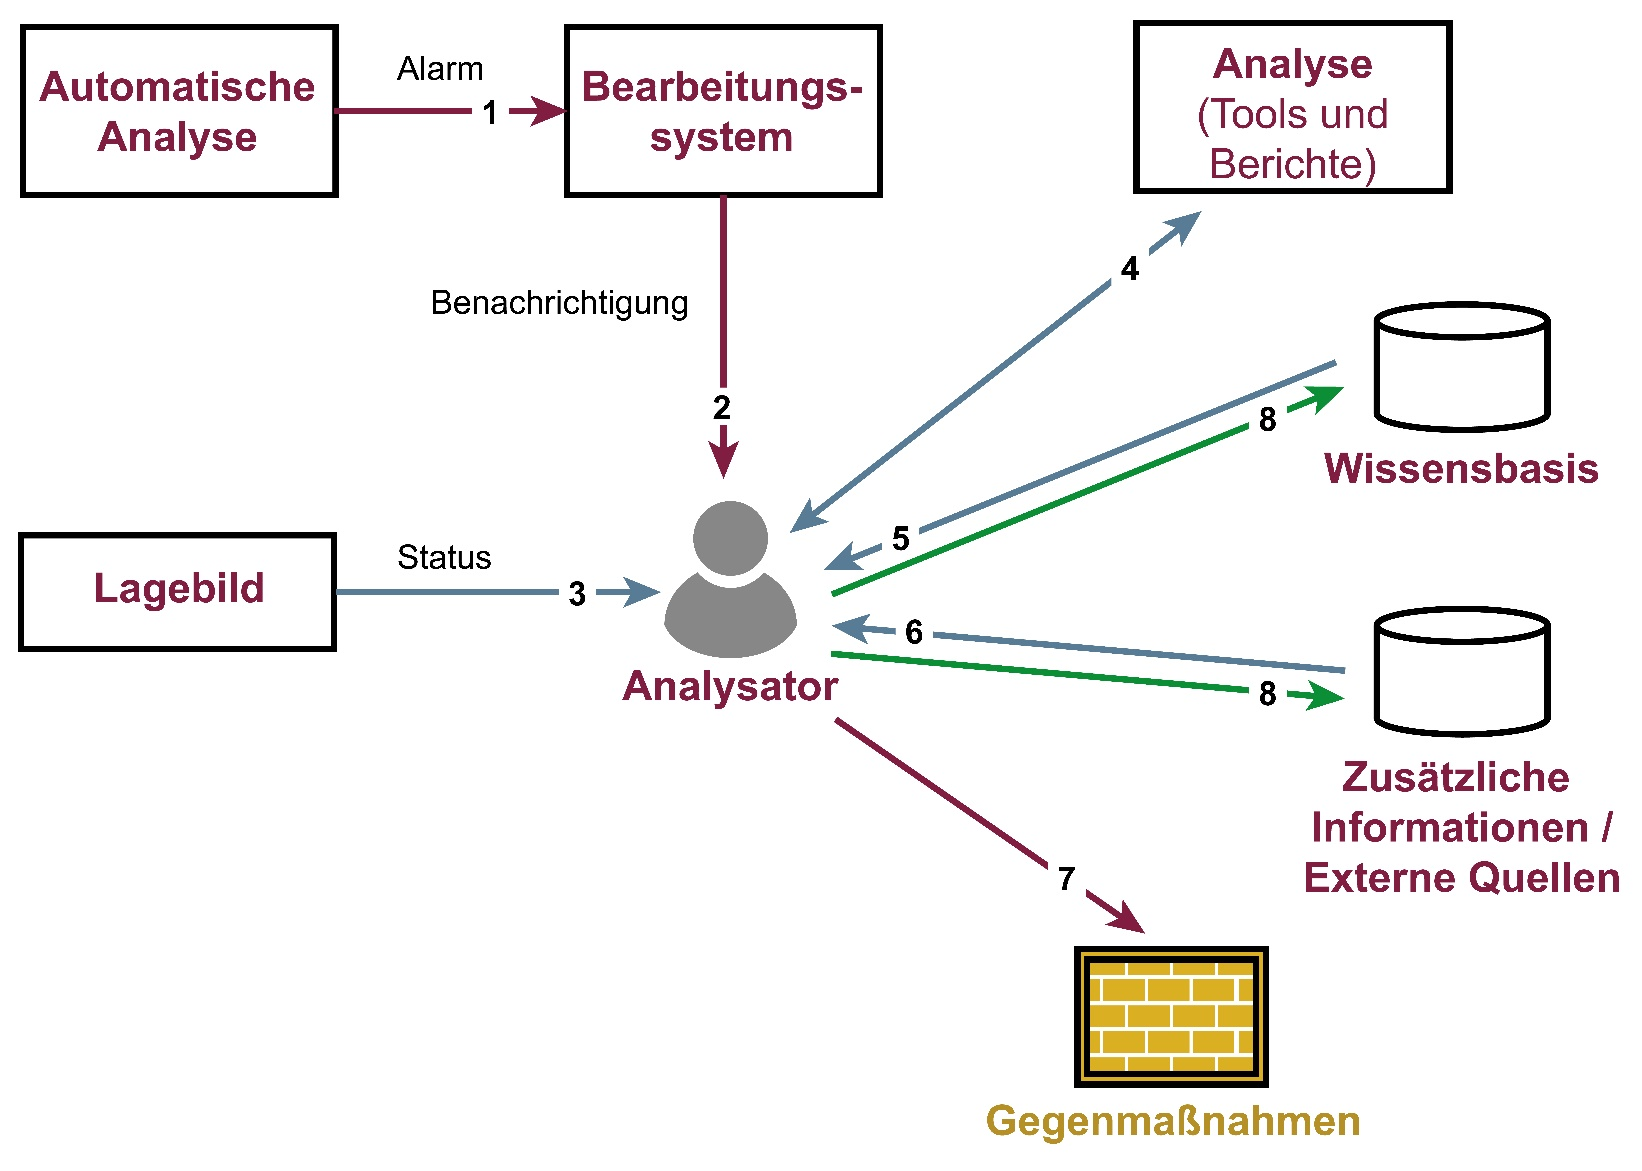 Automatische
Analyse
Alarm
1
Bearbeitungs-
system
Analyse
(Tools und
Berichte)
Benachrichtigung
2
4
Wissensbasis
8
5
Lagebild
Status
3
Analysator
6
8
Zusätzliche
Informationen /
Externe Quellen
7
Gegenmaßnahmen